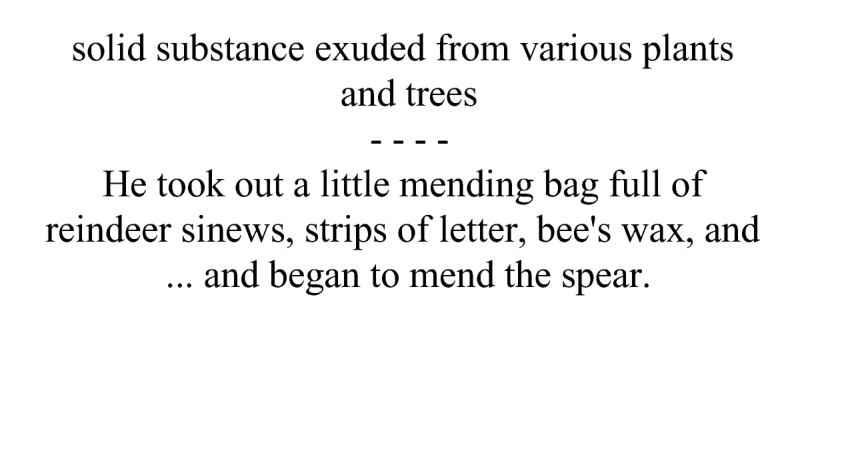 solid substance exuded from various plants
and trees
- - - -
He took out a little mending bag full of
reindeer sinews, strips of letter, bee's wax, and
... and began to mend the spear.